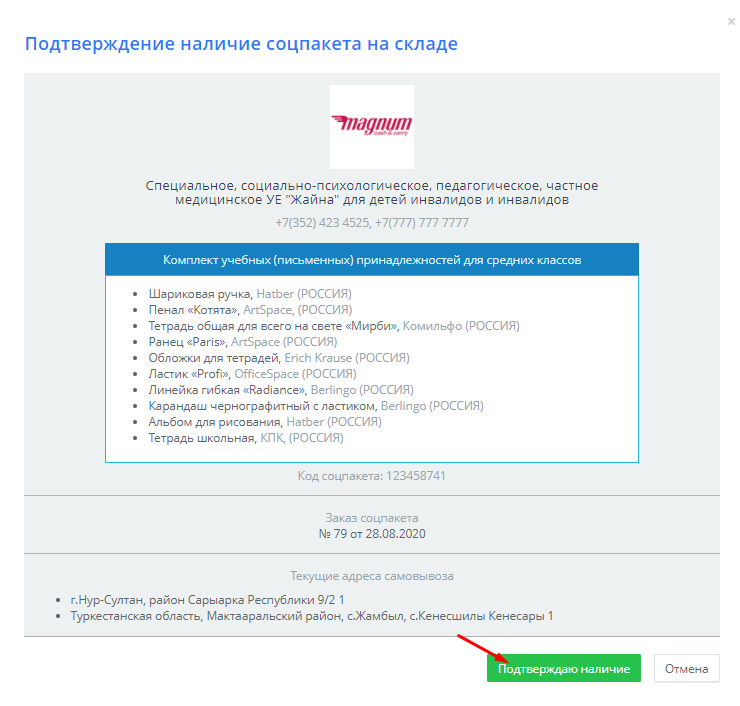 ×
Подтверждение наличие соцпакета на складе
magnum
cash & carry
Специальное, социально-психологическое, педагогическое, частное
медицинское УЕ "Жайна" для детей инвалидов и инвалидов
+7(352) 423 4525, +7(777) 777 7777
Комплект учебных (письменных) принадлежностей для средних классов
• Шариковая ручка, Hatber (РОССИЯ)
• Пенал «Котята», ArtSpace, (РОССИЯ)
• Тетрадь общая для всего на свете «Мирби», Комильфо (РОССИЯ)
• Ранец «Paris», ArtSpace (РОССИЯ)
• Обложки для тетрадей, Erich Krause (РОССИЯ)
• Ластик «Profi», OfficeSpace (РОССИЯ)
• Линейка гибкая «Radiance», Berlingo (РОССИЯ)
• Карандаш чернографитный с ластиком, Berlingo (РОССИЯ)
• Альбом для рисования, Hatber (РОССИЯ)
• Тетрадь школьная, КПК, (РОССИЯ)
Код соцпакета: 123458741
Заказ соцпакета
№ 79 от 28.08.2020
Текущие адреса самовывоза
• г.Нур-Султан, район Сарыарка Республики 9/2 1
• Туркестанская область, Мактааральский район, с.Жамбыл, с.Кенесшилы Кенесары 1
Подтверждаю наличие
Отмена